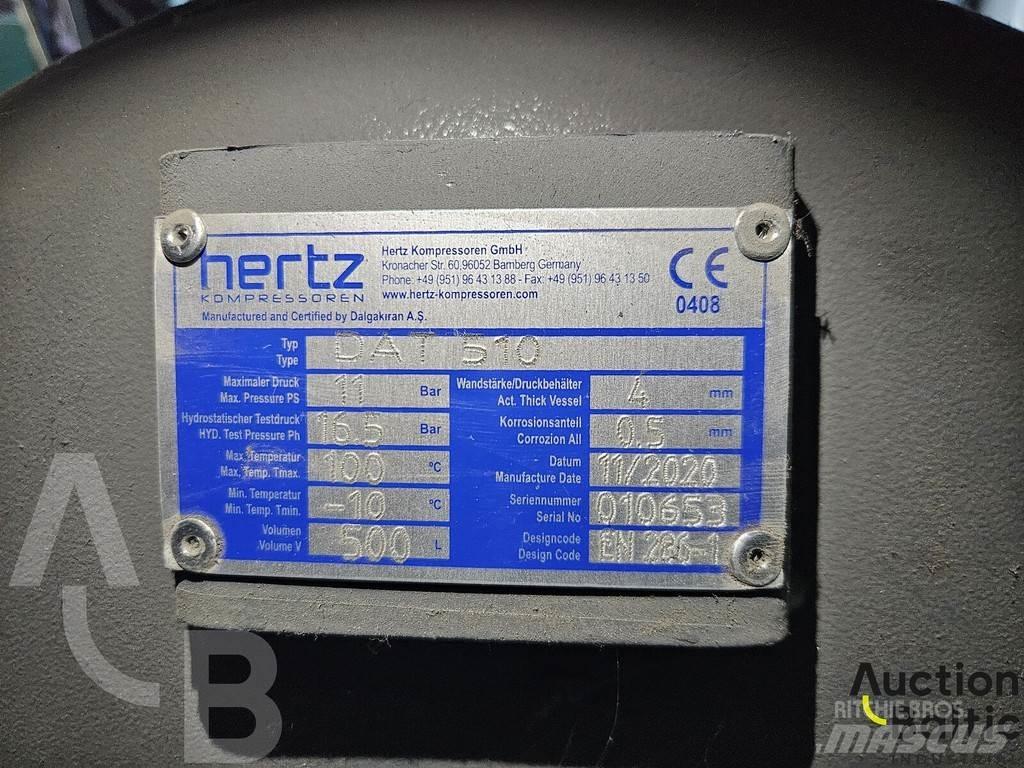 hertz
KOMPRESSOREN
Hertz Kompressoren GmbH
Kronacher Str. 60,96052 Bamberg Germany
Phone: +49 (951) 96 43 13 88 - Fax: +49 (951) 96 43 13 50
www.hertz-kompressoren.com
CE
0408
Manufactured and Certified by Dalgakıran A.Ş.
Typ
Type
DAT 510
Maximaler Druck
Max. Pressure PS
11 Bar
Hydrostatischer Testdruck
HYD. Test Pressure Ph
16.5 Bar
Max. Temperatur
Max. Temp. Tmax.
100 °C
Min. Temperatur
Min. Temp. Tmin.
-10 °C
Volumen
Volume V
500 L
Wandstärke/Druckbehälter
Act. Thick Vessel
4 mm
Korrosionsanteil
Corrozion All
0.5 mm
Datum
Manufacture Date
11/2020
Seriennummer
Serial No
010653
Designcode
Design Code
EN 286-1
AB
Auction
Baltic
RITCHIE BROS.
MASCUS
INDUSTRIA